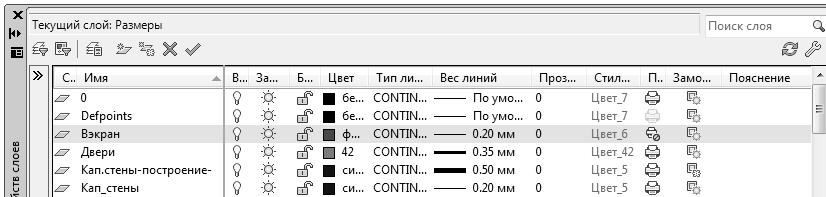 Текущий слой: Размеры
Поиск слоя
С.. Имя В... За... Б... Цвет Тип ли... Вес линий Проз... Стил... П.. Замо... Пояснение
0 бе... CONTIN... По умо... 0 Цвет_7
Defpoints бе... CONTIN... По умо... 0 Цвет_7
Вэкран ф... CONTIN... 0.20 мм 0 Цвет_6
Двери 42 CONTIN... 0.35 мм 0 Цвет_42
Кап.стены-построение- си... CONTIN... 0.50 мм 0 Цвет_5
Кап_стены си... CONTIN... 0.20 мм 0 Цвет_5
йств слоев